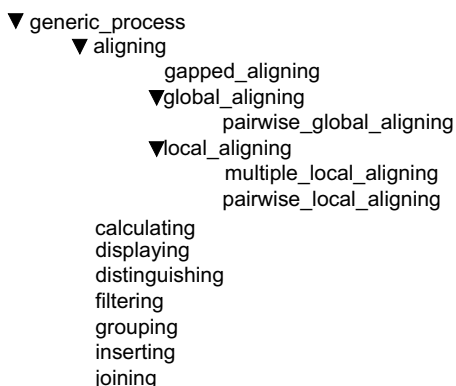 generic_process
aligning
gapped_aligning
global_aligning
pairwise_global_aligning
local_aligning
multiple_local_aligning
pairwise_local_aligning
calculating
displaying
distinguishing
filtering
grouping
inserting
joining